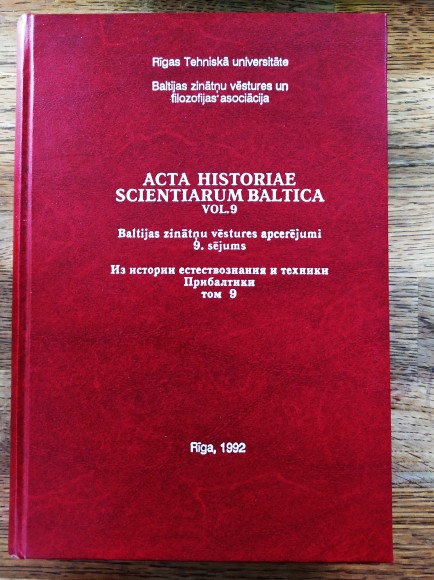 Rīgas Tehniskā universitāte
Baltijas zinātņu vēstures un
filozofijas asociācija
ACTA HISTORIAE
SCIENTIARUM BALTICA
VOL.9
Baltijas zinātņu vēstures apcerējumi
9. sējums
Из истории естествознания и техники
Прибалтики
том 9
Rīga, 1992